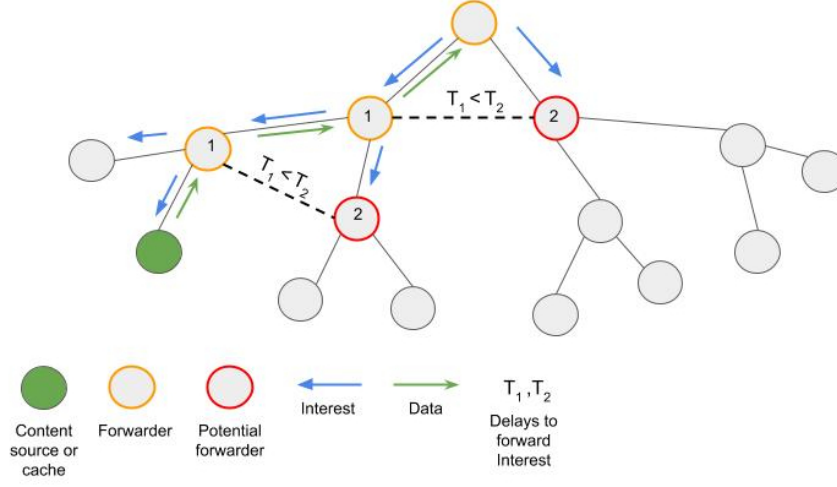 T₁ < T₂
1
2
1
T₁ < T₂
2
T₁ ,T₂
Interest
Data
Delays to
forward
Interest
Content
source or
cache
Forwarder
Potential
forwarder